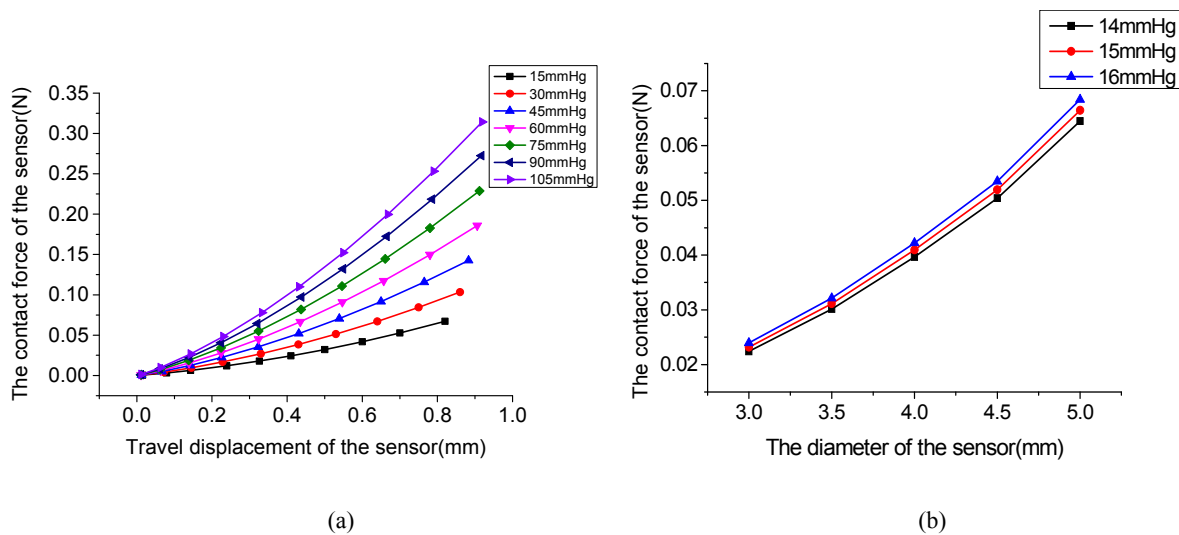 The contact force of the sensor(N)
0.35
0.30
0.25
0.20
0.15
0.10
0.05
0.00
0.0 0.2 0.4 0.6 0.8 1.0
Travel displacement of the sensor(mm)
15mmHg
30mmHg
45mmHg
60mmHg
75mmHg
90mmHg
105mmHg
(a)
The contact force of the sensor(N)
0.07
0.06
0.05
0.04
0.03
0.02
3.0 3.5 4.0 4.5 5.0
The diameter of the sensor(mm)
14mmHg
15mmHg
16mmHg
(b)